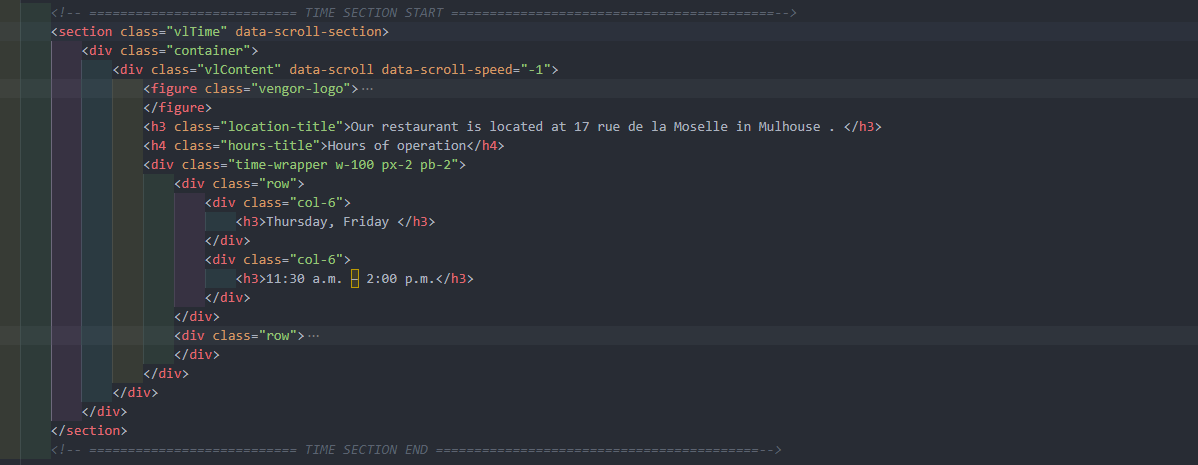 <!-- =========================== TIME SECTION START ==========================================-->
<section class="vlTime" data-scroll-section>
<div class="container">
<div class="vlContent" data-scroll data-scroll-speed="-1">
<figure class="vengor-logo">…
</figure>
<h3 class="location-title">Our restaurant is located at 17 rue de la Moselle in Mulhouse . </h3>
<h4 class="hours-title">Hours of operation</h4>
<div class="time-wrapper w-100 px-2 pb-2">
<div class="row">
<div class="col-6">
<h3>Thursday, Friday </h3>
</div>
<div class="col-6">
<h3>11:30 a.m. – 2:00 p.m.</h3>
</div>
</div>
<div class="row">…
</div>
</div>
</div>
</div>
</section>
<!-- =========================== TIME SECTION END ==========================================-->